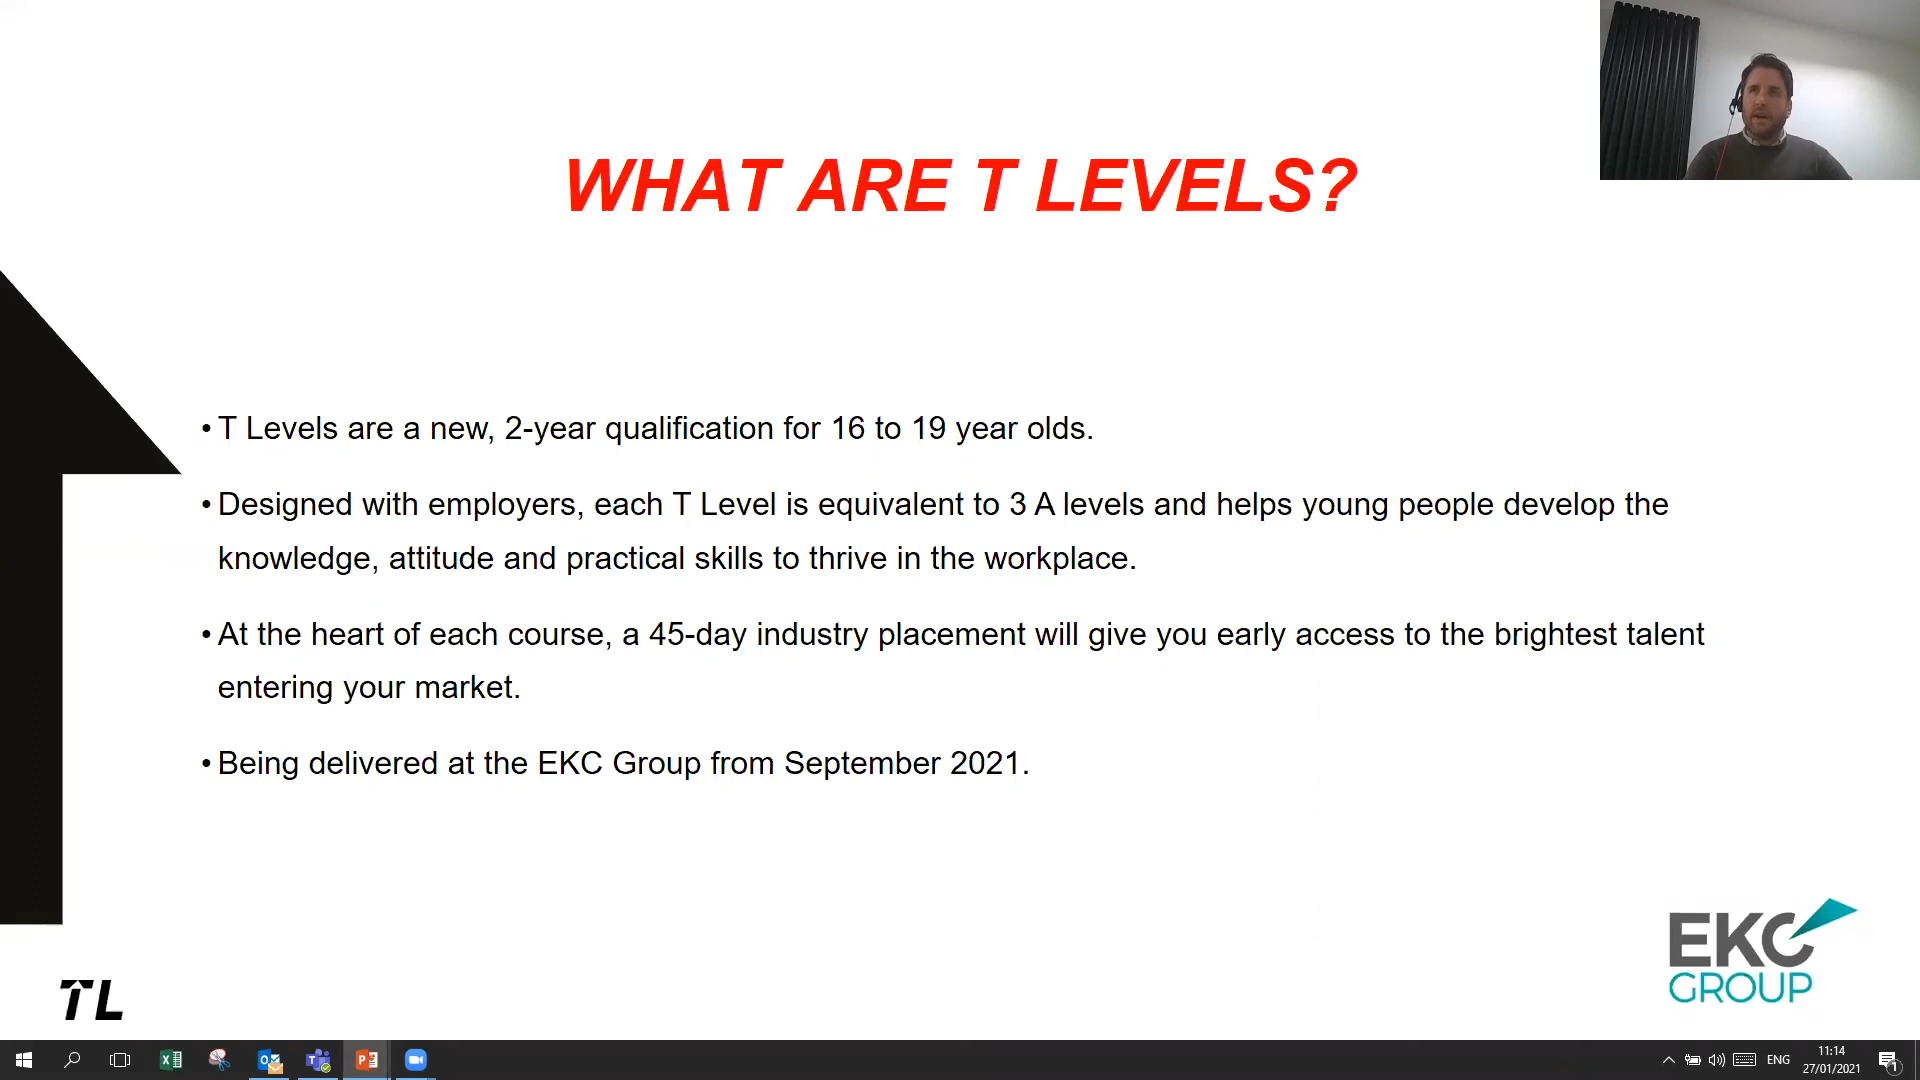 WHAT ARE T LEVELS?
• T Levels are a new, 2-year qualification for 16 to 19 year olds.
• Designed with employers, each T Level is equivalent to 3 A levels and helps young people develop the
knowledge, attitude and practical skills to thrive in the workplace.
• At the heart of each course, a 45-day industry placement will give you early access to the brightest talent
entering your market.
• Being delivered at the EKC Group from September 2021.
EKC
GROUP
TL
ENG
11:14
27/01/2021
1